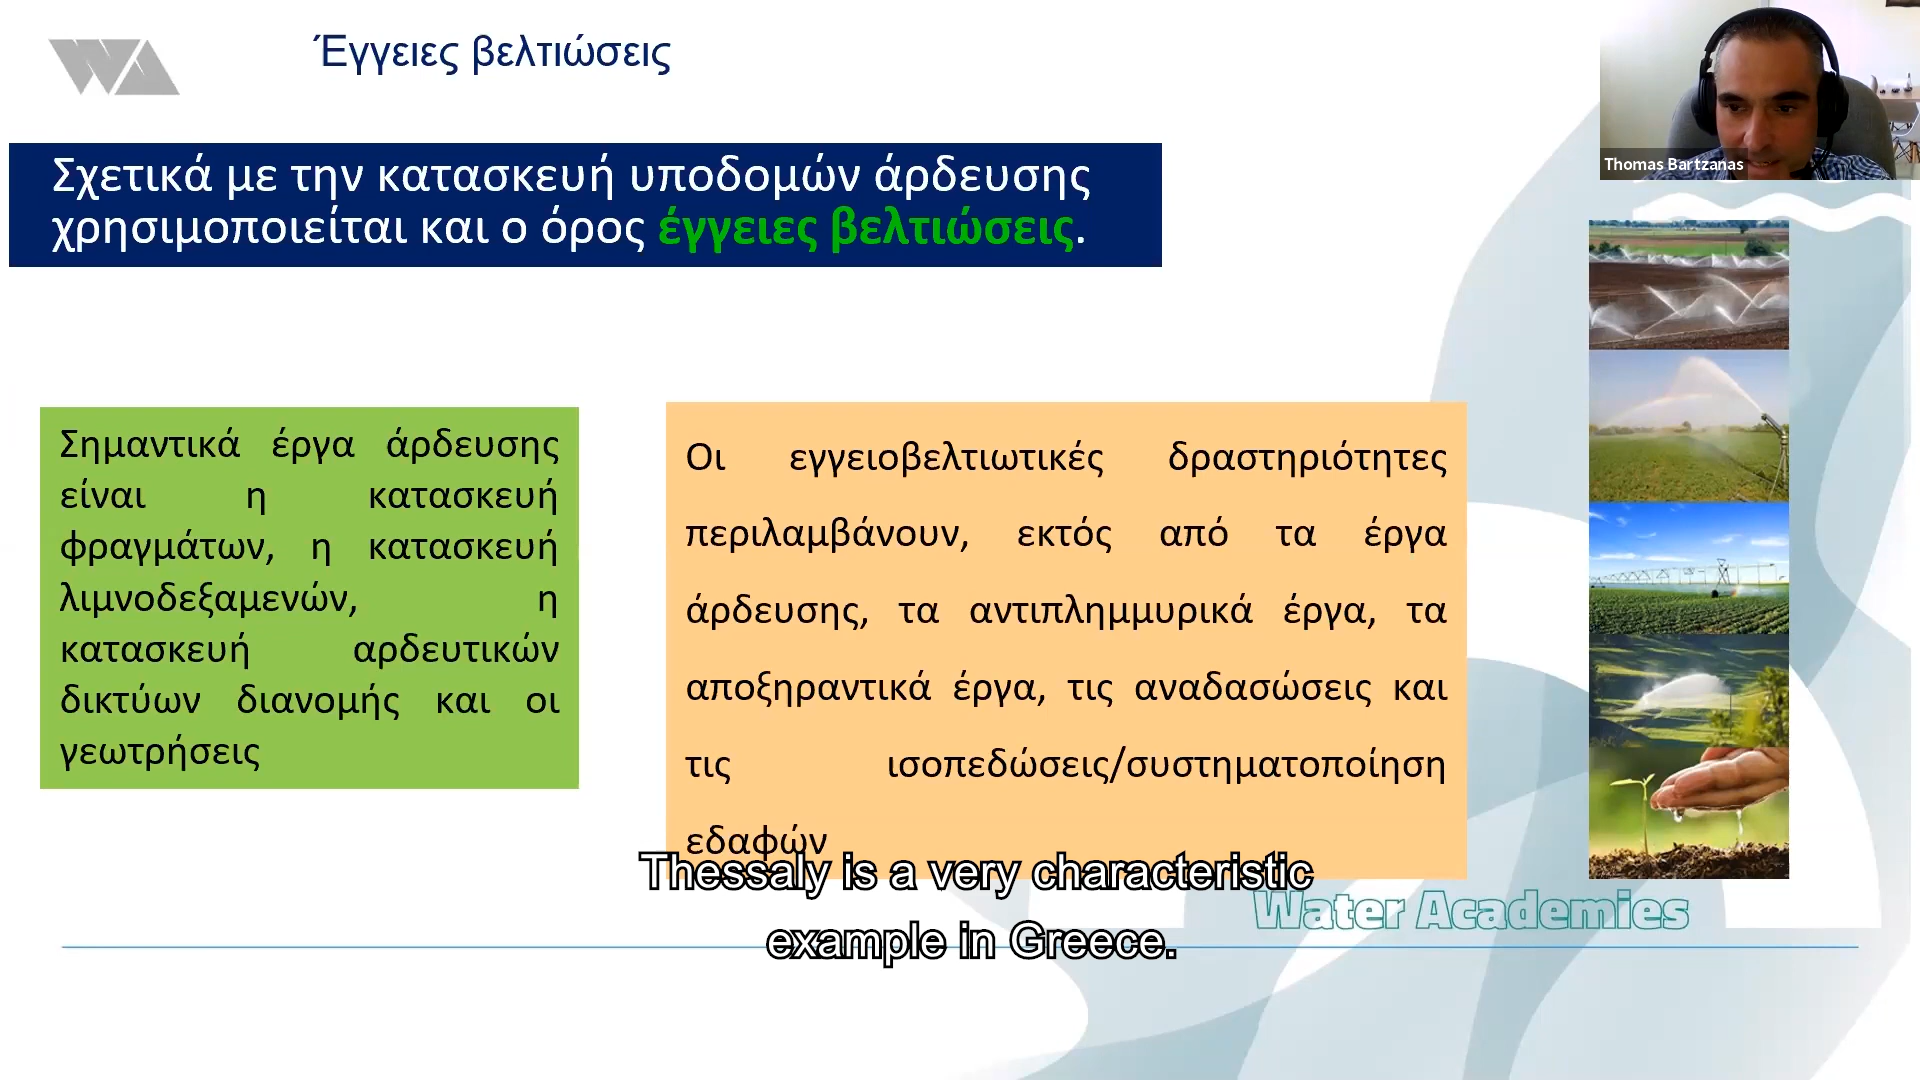 WA
Έγγειες βελτιώσεις
Thomas Bartzanas
Σχετικά με την κατασκευή υποδομών άρδευσης
χρησιμοποιείται και ο όρος έγγειες βελτιώσεις.
Σημαντικά έργα άρδευσης
είναι η κατασκευή
φραγμάτων, η κατασκευή
λιμνοδεξαμενών, η
κατασκευή αρδευτικών
δικτύων διανομής και οι
γεωτρήσεις
Οι εγγειοβελτιωτικές δραστηριότητες
περιλαμβάνουν, εκτός από τα έργα
άρδευσης, τα αντιπλημμυρικά έργα, τα
αποξηραντικά έργα, τις αναδασώσεις και
τις ισοπεδώσεις/συστηματοποίηση
εδαφών
Thessaly is a very characteristic
example in Greece.
Water Academies